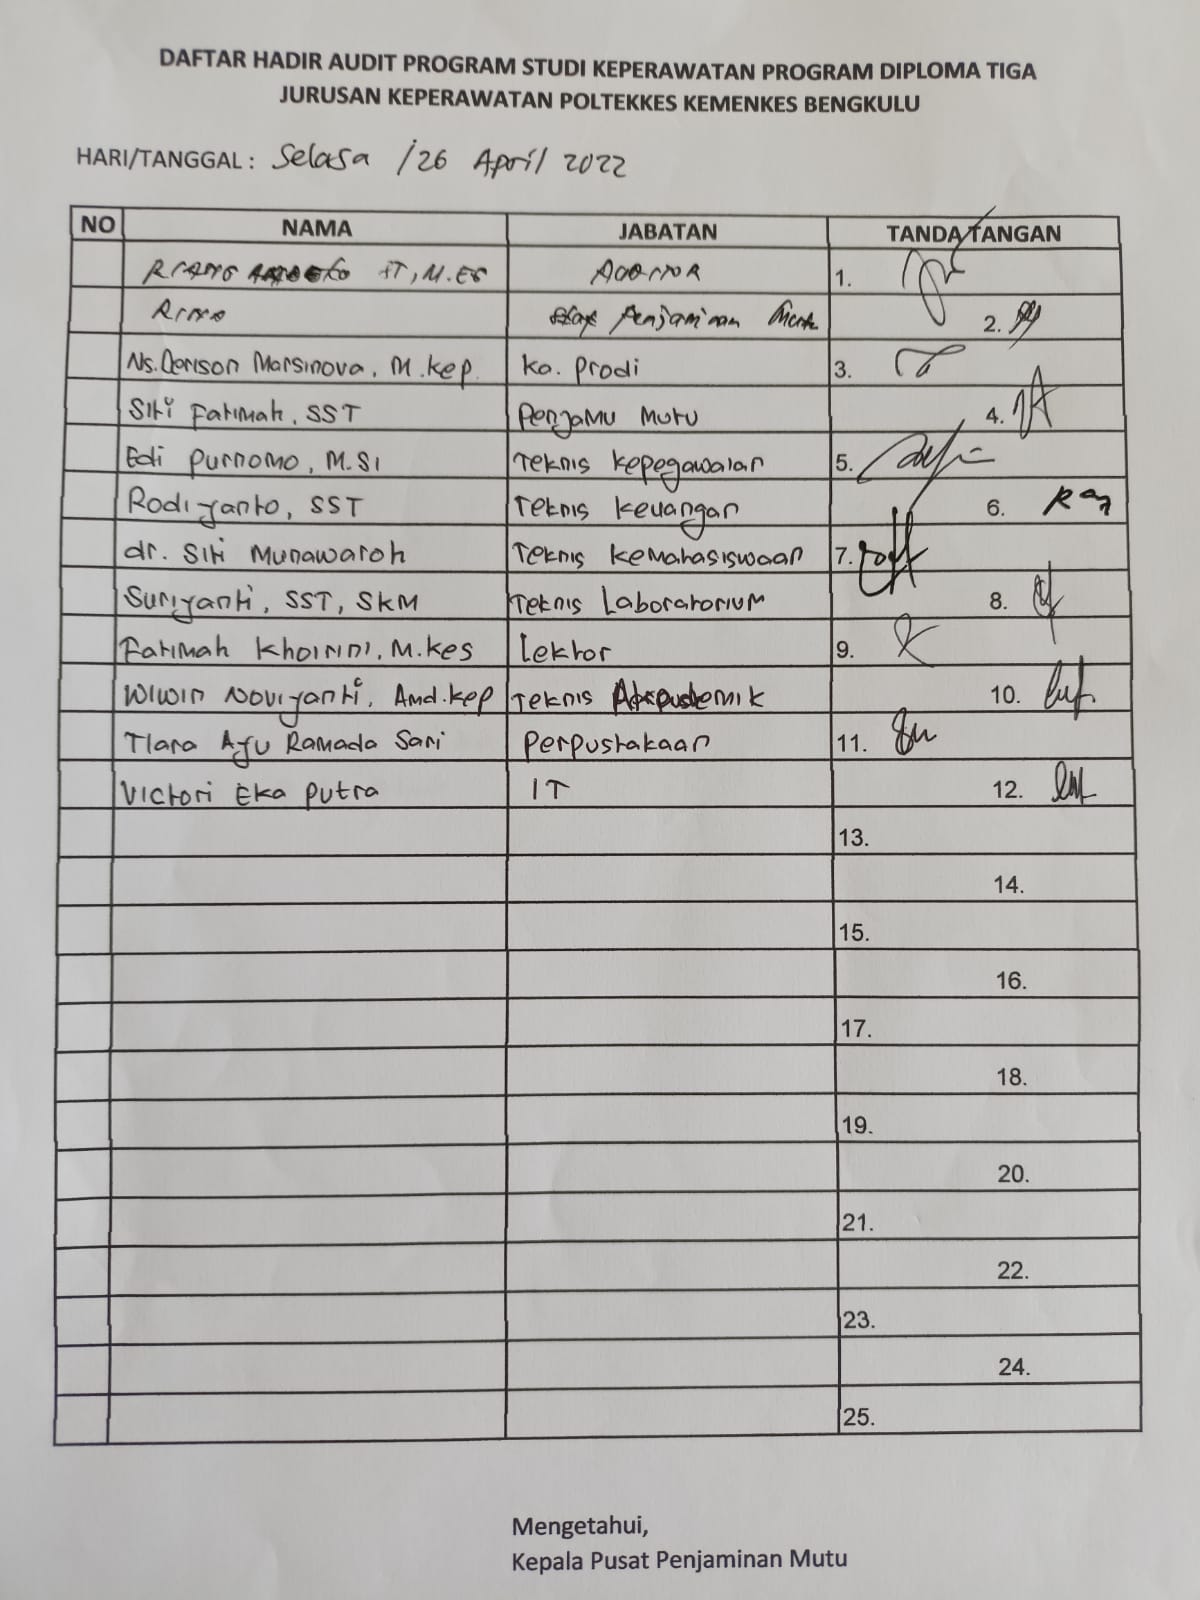 DAFTAR HADIR AUDIT PROGRAM STUDI KEPERAWATAN PROGRAM DIPLOMA TIGA
JURUSAN KEPERAWATAN POLTEKKES KEMENKES BENGKULU
HARI/TANGGAL : Selasa / 26 April 2022
NO NAMA JABATAN TANDA TANGAN
ST, M.Es 1.
Rino Penjaminan 2.
Ns. Denison Marsinova, M.kep. ka. Prodi 3.
Siti Fatimah, SST Penjamu Mutu 4.
Edi Purnomo, M.Si Teknis kepegawaian 5.
Rodiyanto, SST Teknis keuangan 6.
dr. Siti Munawaroh Teknis kemahasiswaan 7.
Suriyanti, SST, SKM Teknis Laboratorium 8.
Fatimah Khoirini, M.kes Lektor 9.
Wiwin Noviyanti, Amd.kep Teknis 10.
Tiara Ayu Ramada Sari Perpustakaan 11.
Victori Eka Putra IT 12.
13.
14.
15.
16.
17.
18.
19.
20.
21.
22.
23.
24.
25.
Mengetahui,
Kepala Pusat Penjaminan Mutu